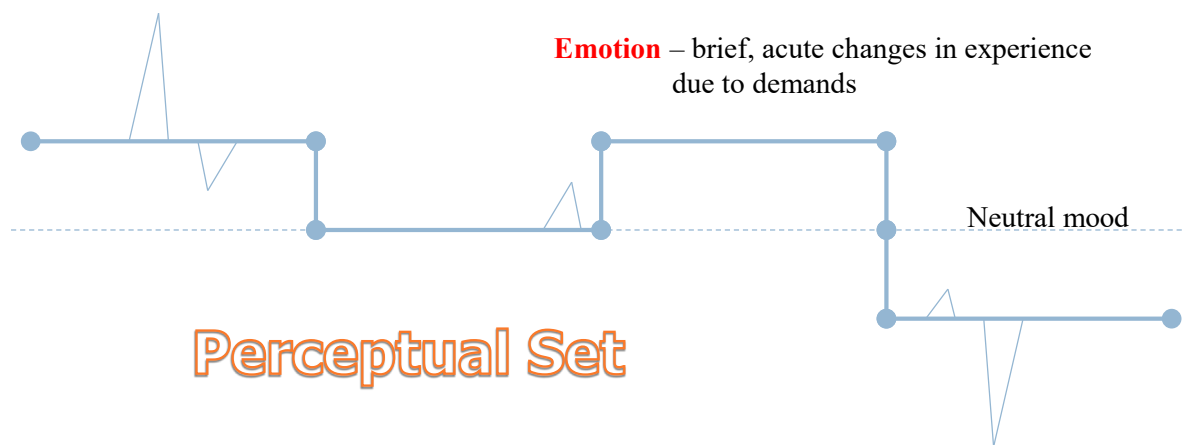 Emotion – brief, acute changes in experience
due to demands
Neutral mood
Perceptual Set